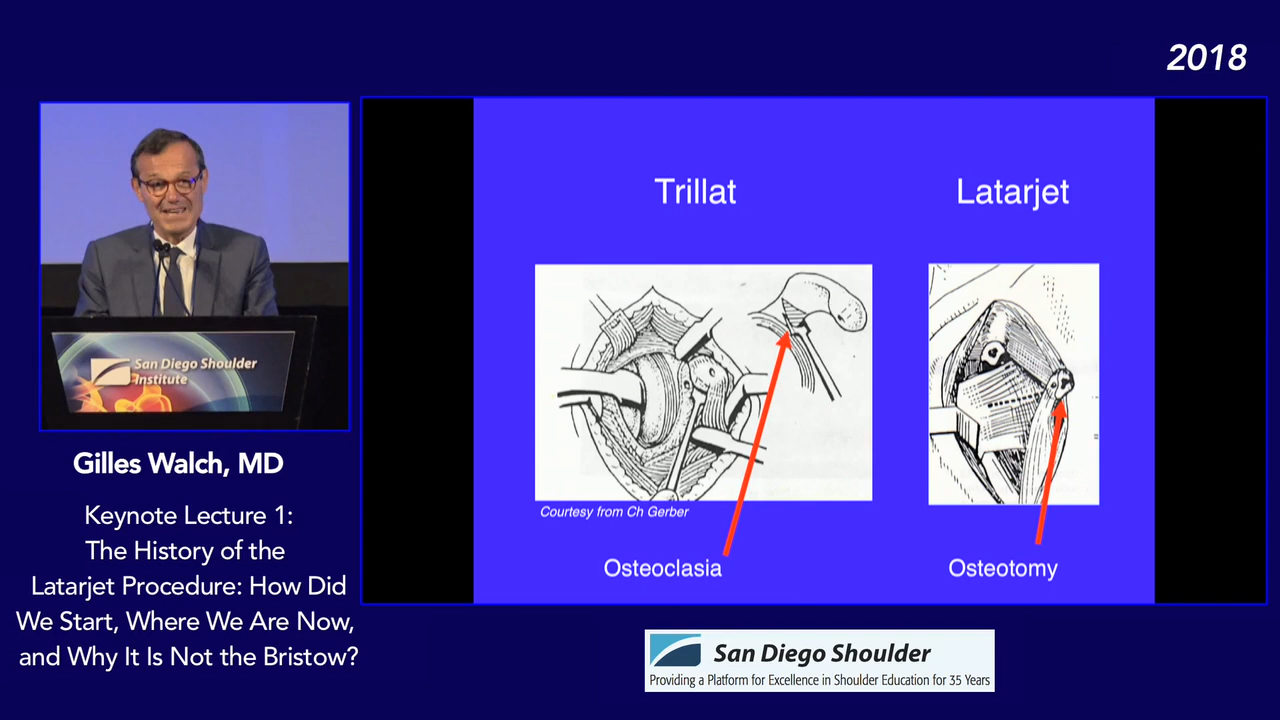 2018
Trillat
Latarjet
Courtesy from Ch Gerber
Osteoclasia
Osteotomy
San Diego Shoulder
Institute
Gilles Walch, MD
Keynote Lecture 1:
The History of the
Latarjet Procedure: How Did
We Start, Where We Are Now,
and Why It Is Not the Bristow?
San Diego Shoulder
Providing a Platform for Excellence in Shoulder Education for 35 Years